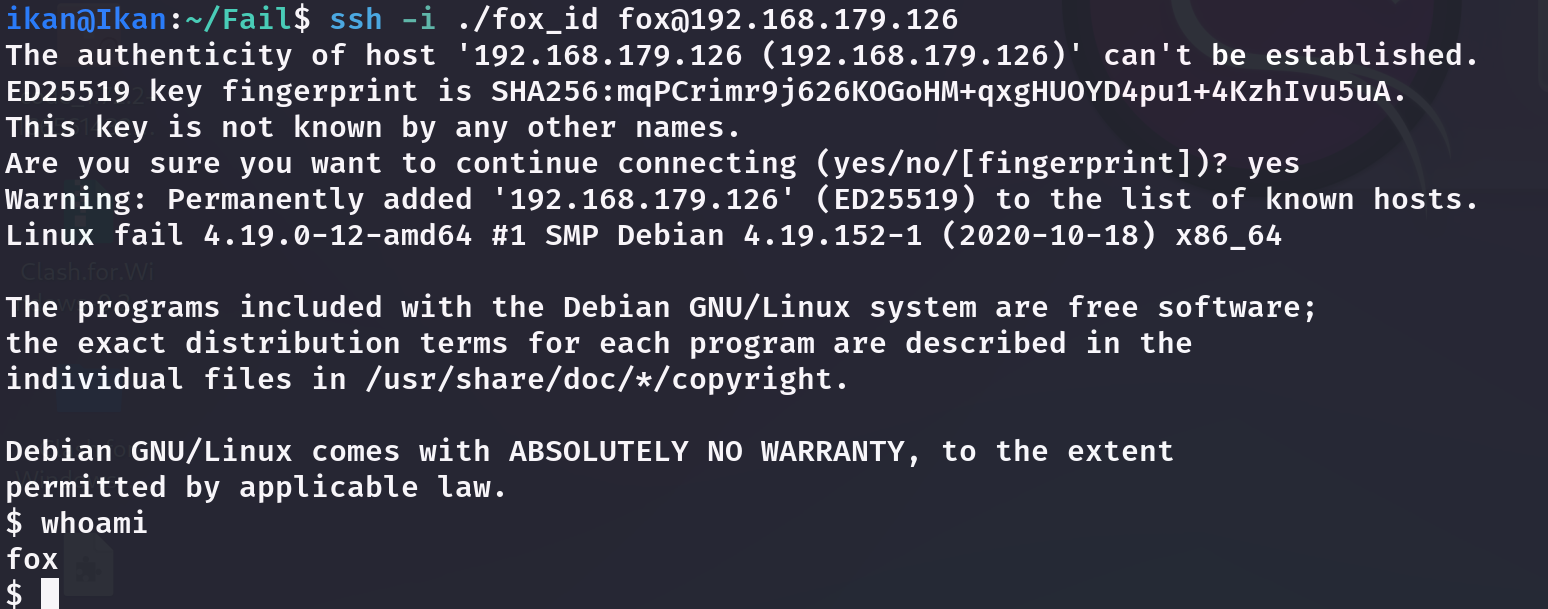 ikan@Ikan:~/Fail$ ssh -i ./fox_id fox@192.168.179.126
The authenticity of host '192.168.179.126 (192.168.179.126)' can't be established.
ED25519 key fingerprint is SHA256:mqPCrimr9j626KOGoHM+qxgHUOYD4pu1+4KzhIvu5uA.
This key is not known by any other names.
Are you sure you want to continue connecting (yes/no/[fingerprint])? yes
Warning: Permanently added '192.168.179.126' (ED25519) to the list of known hosts.
Linux fail 4.19.0-12-amd64 #1 SMP Debian 4.19.152-1 (2020-10-18) x86_64
Clash.for.Wi
The programs included with the Debian GNU/Linux system are free software;
the exact distribution terms for each program are described in the
individual files in /usr/share/doc/*/copyright.
Debian GNU/Linux comes with ABSOLUTELY NO WARRANTY, to the extent
permitted by applicable law.
$ whoami
fox
$